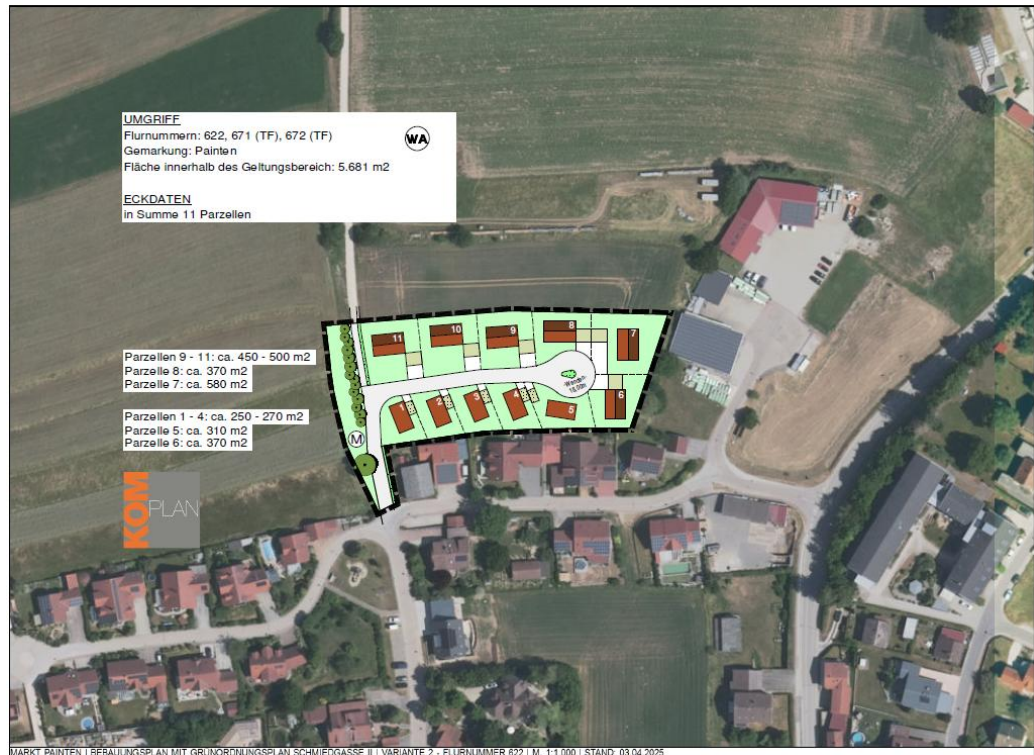 UMGRIFF
Flurnummern: 622, 671 (TF), 672 (TF)
WA
Gemarkung: Painten
Fläche innerhalb des Geltungsbereich: 5.681 m2
ECKDATEN
in Summe 11 Parzellen
11
10
9
8
7
Parzellen 9 - 11: ca. 450 - 500 m2
Parzelle 8: ca. 370 m2
Parzelle 7: ca. 580 m2
1
2
3
4
5
6
Parzellen 1 - 4: ca. 250 - 270 m2
Parzelle 5: ca. 310 m2
Parzelle 6: ca. 370 m2
M
KOMPLAN
MARKT PAINTEN | BEBAUUNGSPLAN MIT GRÜNORDNUNGSPLAN SCHMIEDGASSE II | VARIANTE 2 - FLURNUMMER 622 | M. 1:1.000 | STAND: 03.04.2025